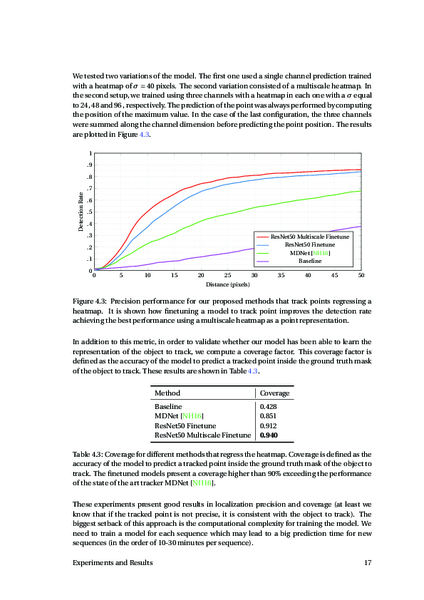 We tested two variations of the model. The first one used a single channel prediction trained
with a heatmap of σ = 40 pixels. The second variation consisted of a multiscale heatmap. In
the second setup, we trained using three channels with a heatmap in each one with a σ equal
to 24, 48 and 96 , respectively. The prediction of the point was always performed by computing
the position of the maximum value. In the case of the last configuration, the three channels
were summed along the channel dimension before predicting the point position. The results
are plotted in Figure 4.3.
1
.9
.8
.7
.6
.5
.4
.3
.2
.1
0
Detection Rate
ResNet50 Multiscale Finetune
ResNet50 Finetune
MDNet [NH16]
Baseline
0 5 10 15 20 25 30 35 40 45 50
Distance (pixels)
Figure 4.3: Precision performance for our proposed methods that track points regressing a
heatmap. It is shown how finetuning a model to track point improves the detection rate
achieving the best performance using a multiscale heatmap as a point representation.
In addition to this metric, in order to validate whether our model has been able to learn the
representation of the object to track, we compute a coverage factor. This coverage factor is
defined as the accuracy of the model to predict a tracked point inside the ground truth mask
of the object to track. These results are shown in Table 4.3.
Method Coverage
Baseline 0.428
MDNet [NH16] 0.851
ResNet50 Finetune 0.912
ResNet50 Multiscale Finetune 0.940
Table 4.3: Coverage for different methods that regress the heatmap. Coverage is defined as the
accuracy of the model to predict a tracked point inside the ground truth mask of the object to
track. The finetuned models present a coverage higher than 90% exceeding the performance
of the state of the art tracker MDNet [NH16].
These experiments present good results in localization precision and coverage (at least we
know that if the tracked point is not precise, it is consistent with the object to track). The
biggest setback of this approach is the computational complexity for training the model. We
need to train a model for each sequence which may lead to a big prediction time for new
sequences (in the order of 10-30 minutes per sequence).
Experiments and Results 17